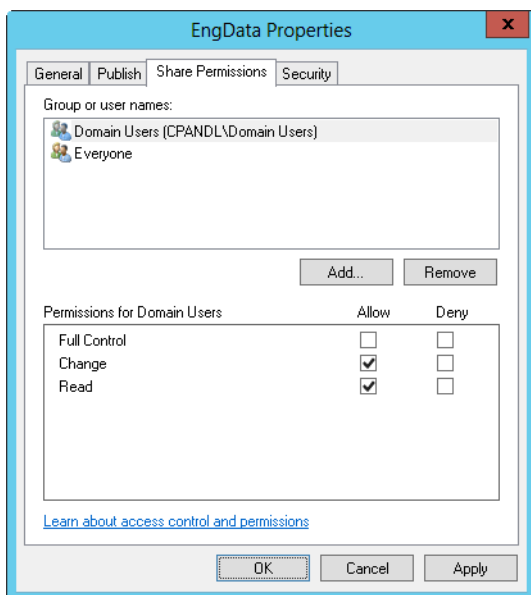 EngData Properties
x
General Publish Share Permissions Security
Group or user names:
Domain Users (CPANDL\Domain Users)
Everyone
Add... Remove
Permissions for Domain Users Allow Deny
Full Control
Change
Read
Learn about access control and permissions
OK Cancel Apply